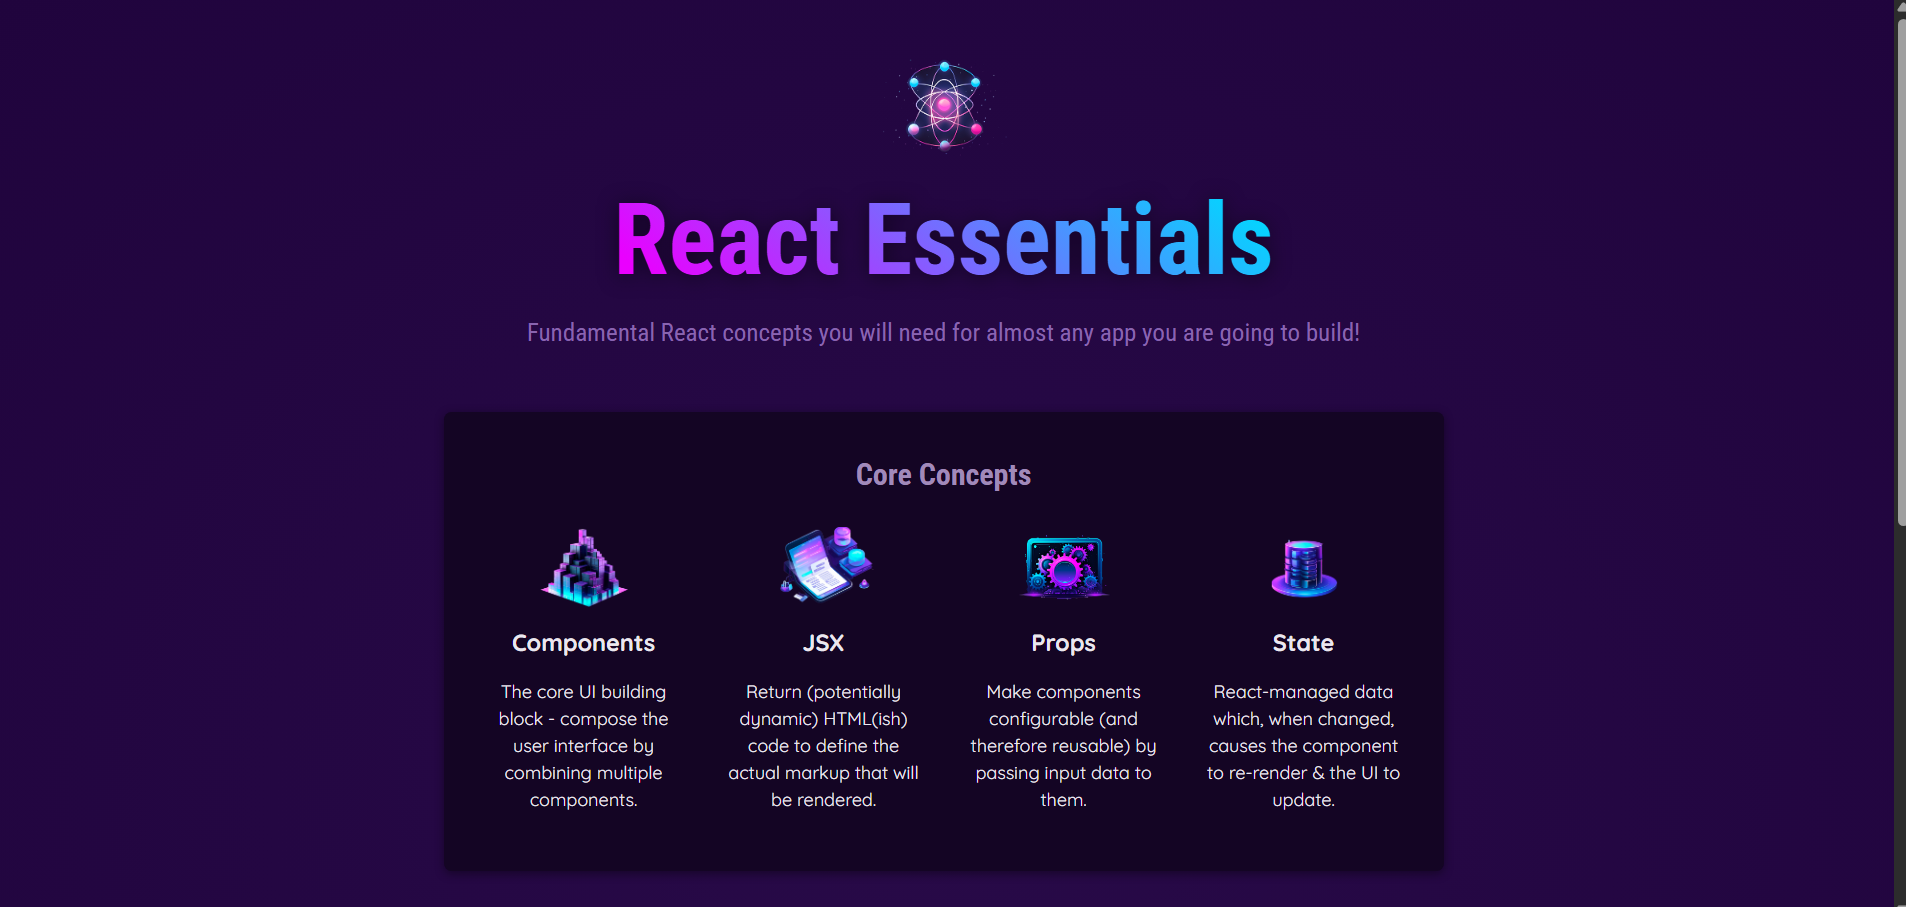 React Essentials
Fundamental React concepts you will need for almost any app you are going to build!
Core Concepts
Components
The core UI building
block - compose the
user interface by
combining multiple
components.
JSX
Return (potentially
dynamic) HTML(ish)
code to define the
actual markup that will
be rendered.
Props
Make components
configurable (and
therefore reusable) by
passing input data to
them.
State
React-managed data
which, when changed,
causes the component
to re-render & the UI to
update.